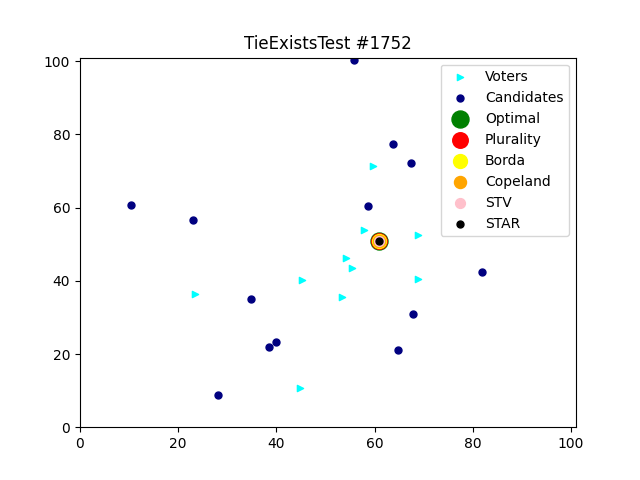 TieExistsTest #1752
100
80
60
40
20
0
0 20 40 60 80 100
Voters
Candidates
Optimal
Plurality
Borda
Copeland
STV
STAR